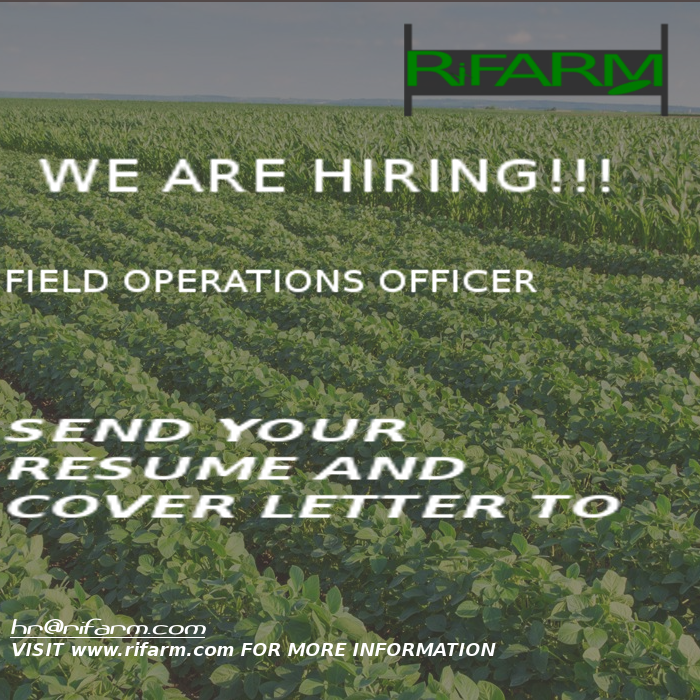 RiFARM
WE ARE HIRING!!!
FIELD OPERATIONS OFFICER
SEND YOUR
RESUME AND
COVER LETTER TO
hr@rifarm.com
VISIT www.rifarm.com FOR MORE INFORMATION